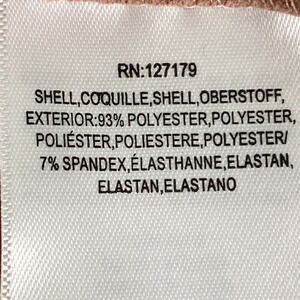 RN:127179
SHELL,COQUILLE,SHELL,OBERSTOFF,
EXTERIOR:93% POLYESTER,POLYESTER,
POLIÉSTER,POLIESTERE,POLYESTER/
7% SPANDEX,ÉLASTHANNE,ELASTAN,
ELASTAN,ELASTANO